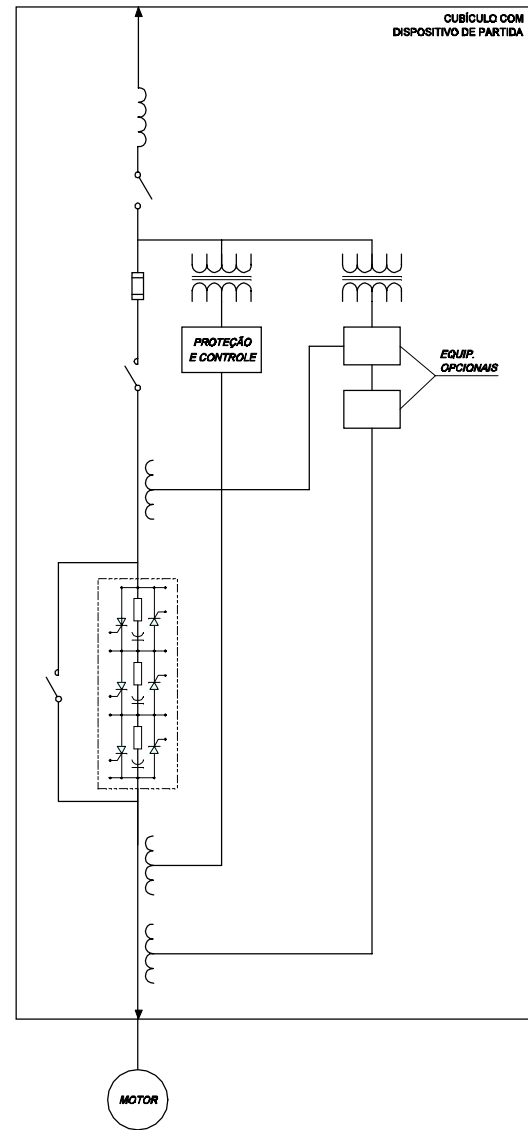 CUBÍCULO COM
DISPOSITIVO DE PARTIDA
PROTEÇÃO
E CONTROLE
EQUIP.
OPCIONAIS
MOTOR